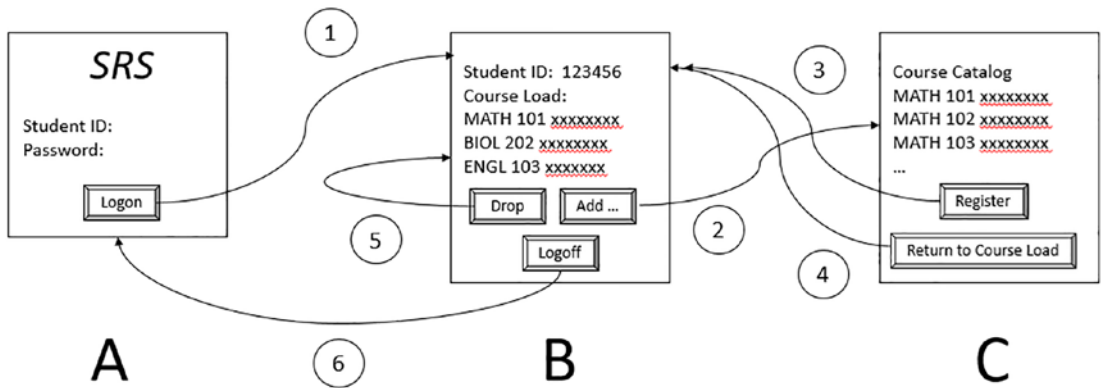 SRS
Student ID:
Password:
Logon
A
1
Student ID: 123456
Course Load:
MATH 101 xxxxxxxx
BIOL 202 xxxxxxxx
ENGL 103 xxxxxxx
Drop
Add ...
Logoff
B
5
6
2
3
4
Course Catalog
MATH 101 xxxxxxxx
MATH 102 xxxxxxxx
MATH 103 xxxxxxxx
...
Register
Return to Course Load
C